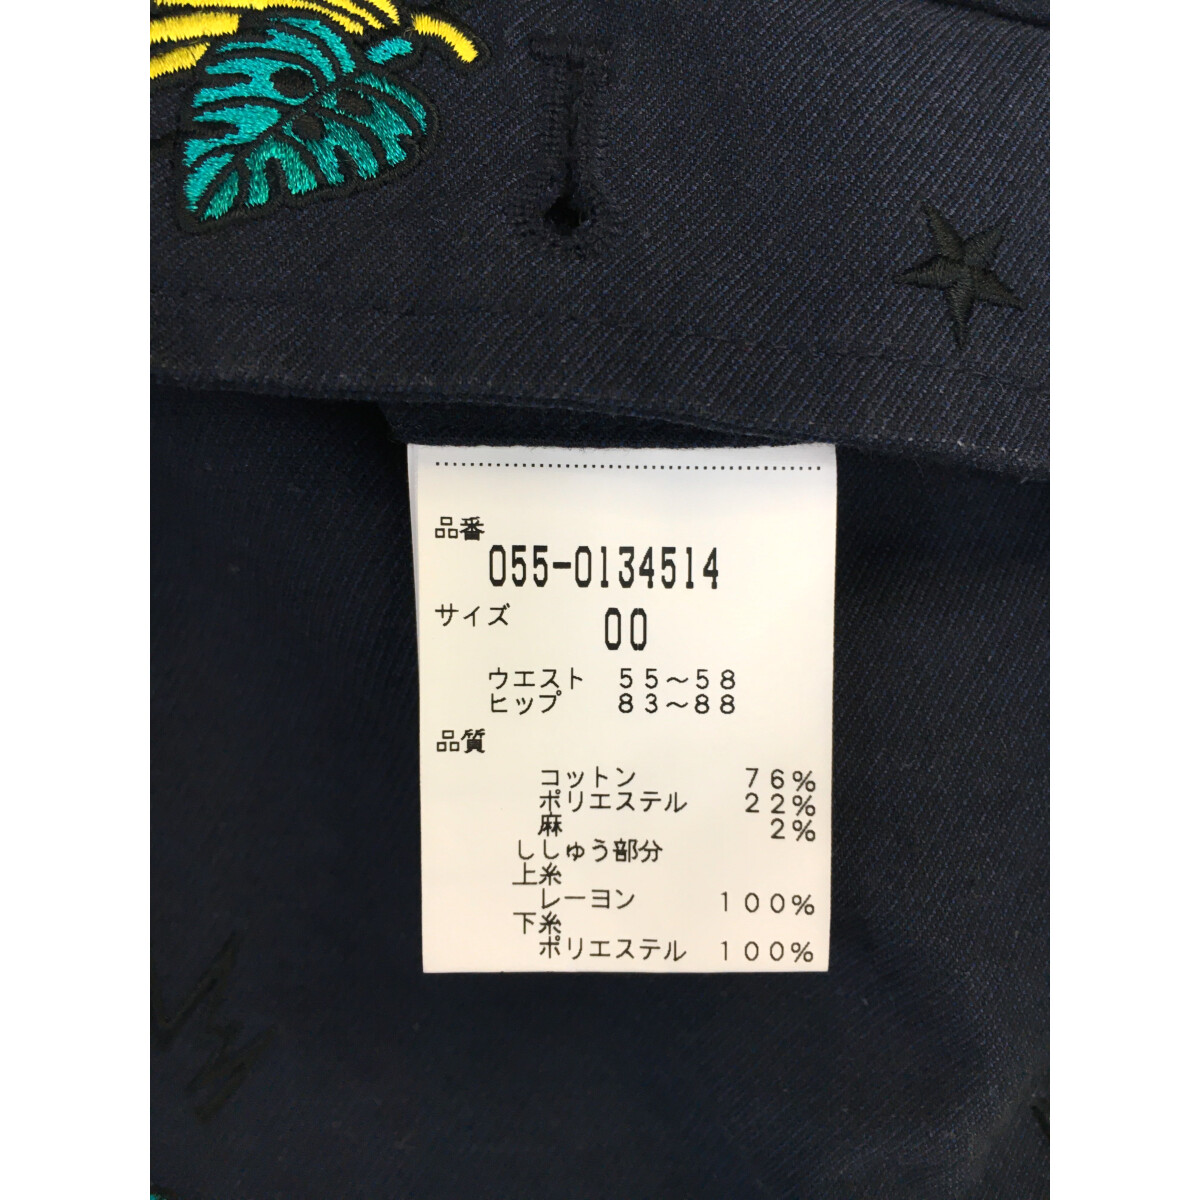 品番
055-0134514
サイズ
00
ウエスト 55～58
ヒップ 83～88
品質
コットン 76%
ポリエステル 22%
麻 2%
ししゅう部分
上糸
レーヨン 100%
下糸
ポリエステル 100%